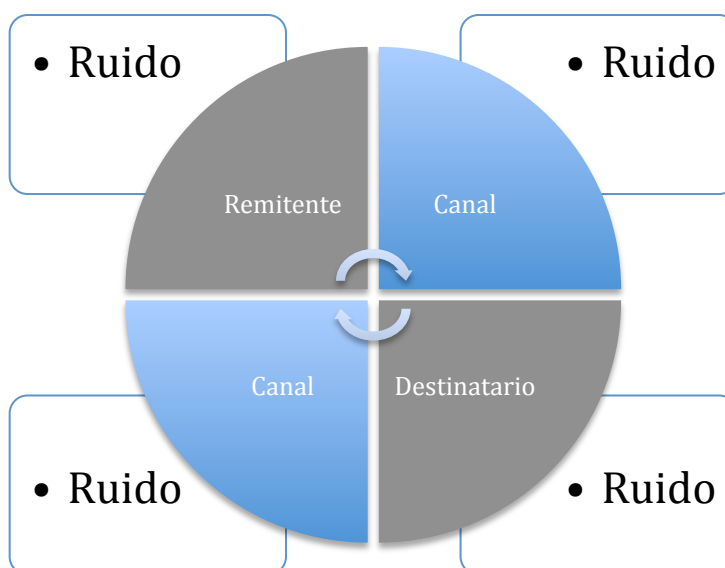 • Ruido
• Ruido
Remitente
Canal
Canal
Destinatario
• Ruido
• Ruido